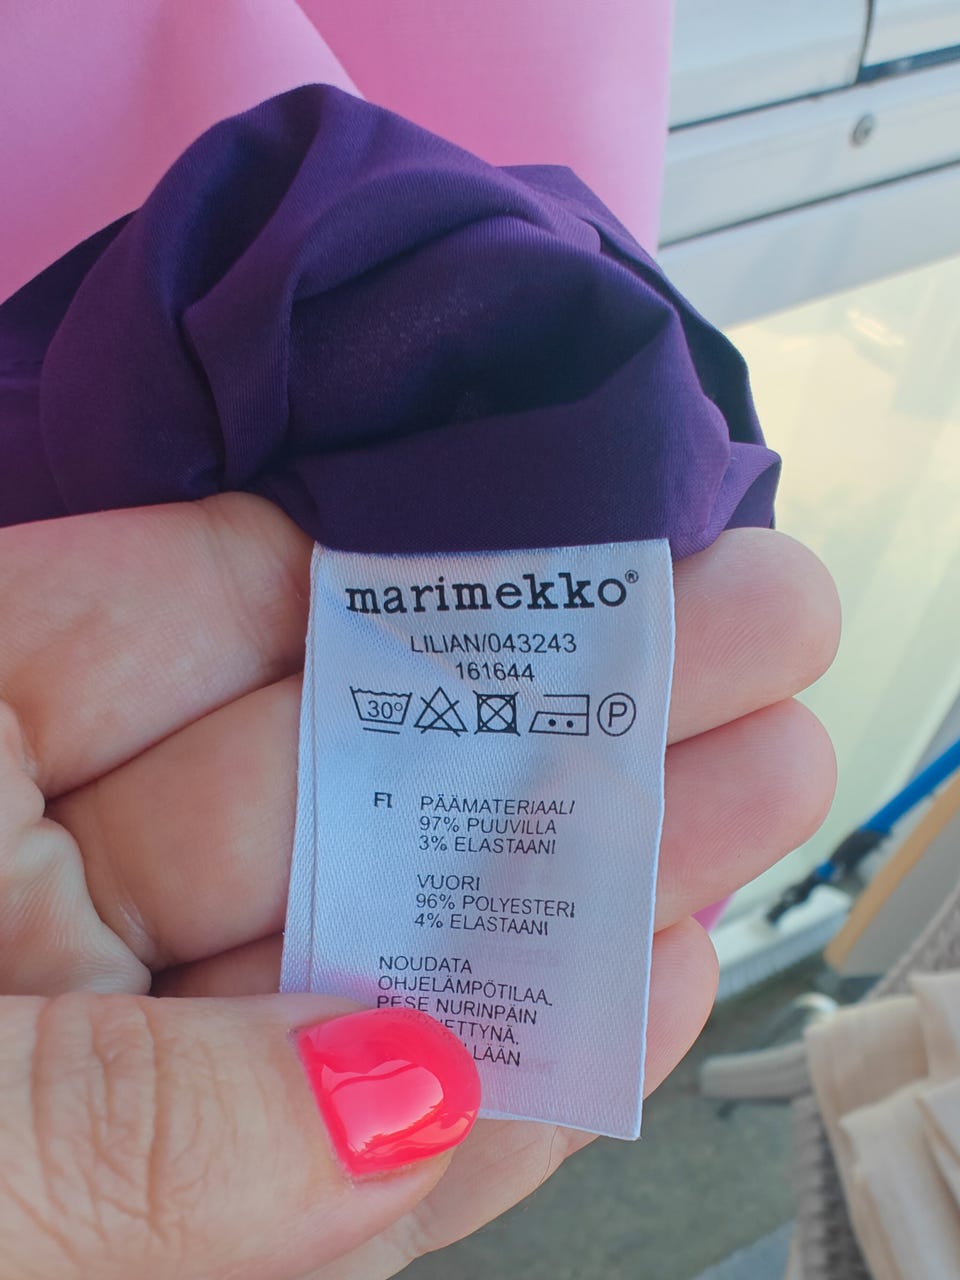 marimekko®
LILIAN/043243
161644
30° P
FI PÄÄMATERIAALI
97% PUUVILLA
3% ELASTAANI
VUORI
96% POLYESTERI
4% ELASTAANI
NOUDATA
OHJELÄMPÖTILAA.
PESE NURINPÄIN